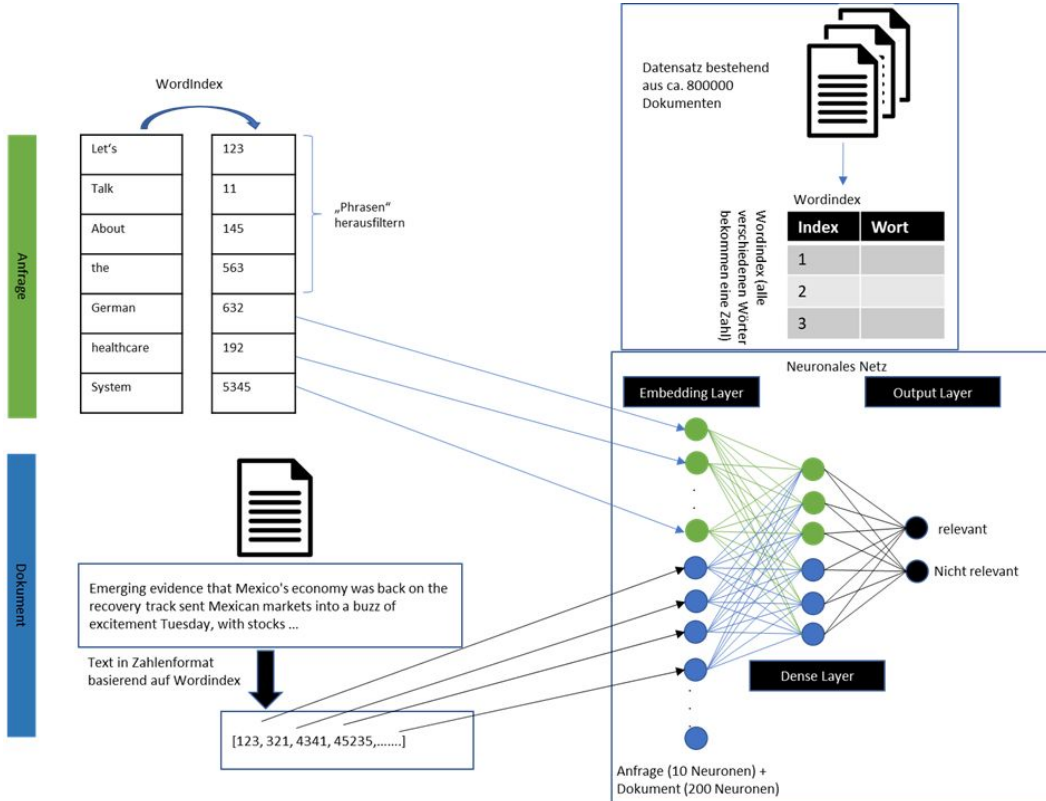 WordIndex
Anfrage
Let's
Talk
About
the
German
healthcare
System
123
11
145
563
632
192
5345
„Phrasen“
herausfiltern
Datensatz bestehend
aus ca. 800000
Dokumenten
Wordindex
Wordindex (alle
verschiedenen Wörter
bekommen eine Zahl)
Index Wort
1
2
3
Dokument
Emerging evidence that Mexico's economy was back on the
recovery track sent Mexican markets into a buzz of
excitement Tuesday, with stocks ...
Text in Zahlenformat
basierend auf Wordindex
[123, 321, 4341, 45235,.......]
Neuronales Netz
Embedding Layer
Output Layer
relevant
Nicht relevant
Dense Layer
Anfrage (10 Neuronen) +
Dokument (200 Neuronen)